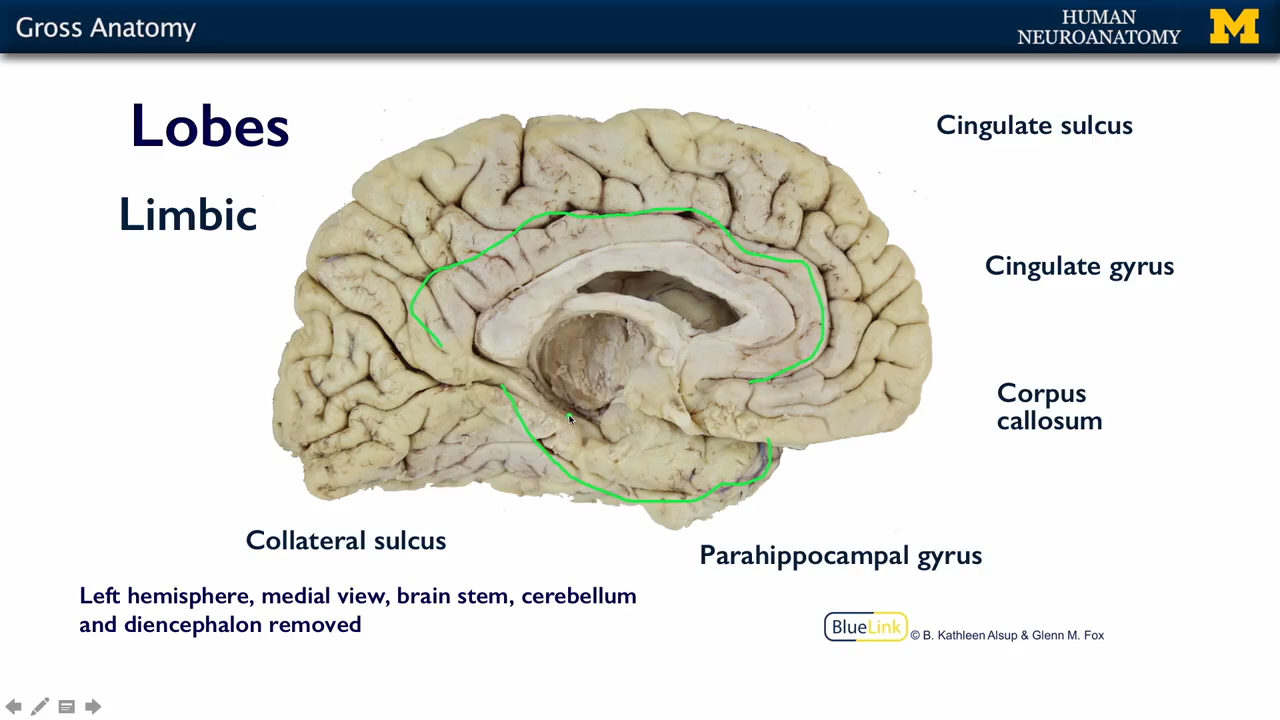 Gross Anatomy
HUMAN
NEUROANATOMY
M
Lobes
Limbic
Cingulate sulcus
Cingulate gyrus
Corpus
callosum
Collateral sulcus
Parahippocampal gyrus
Left hemisphere, medial view, brain stem, cerebellum
and diencephalon removed
BlueLink © B. Kathleen Alsup & Glenn M. Fox